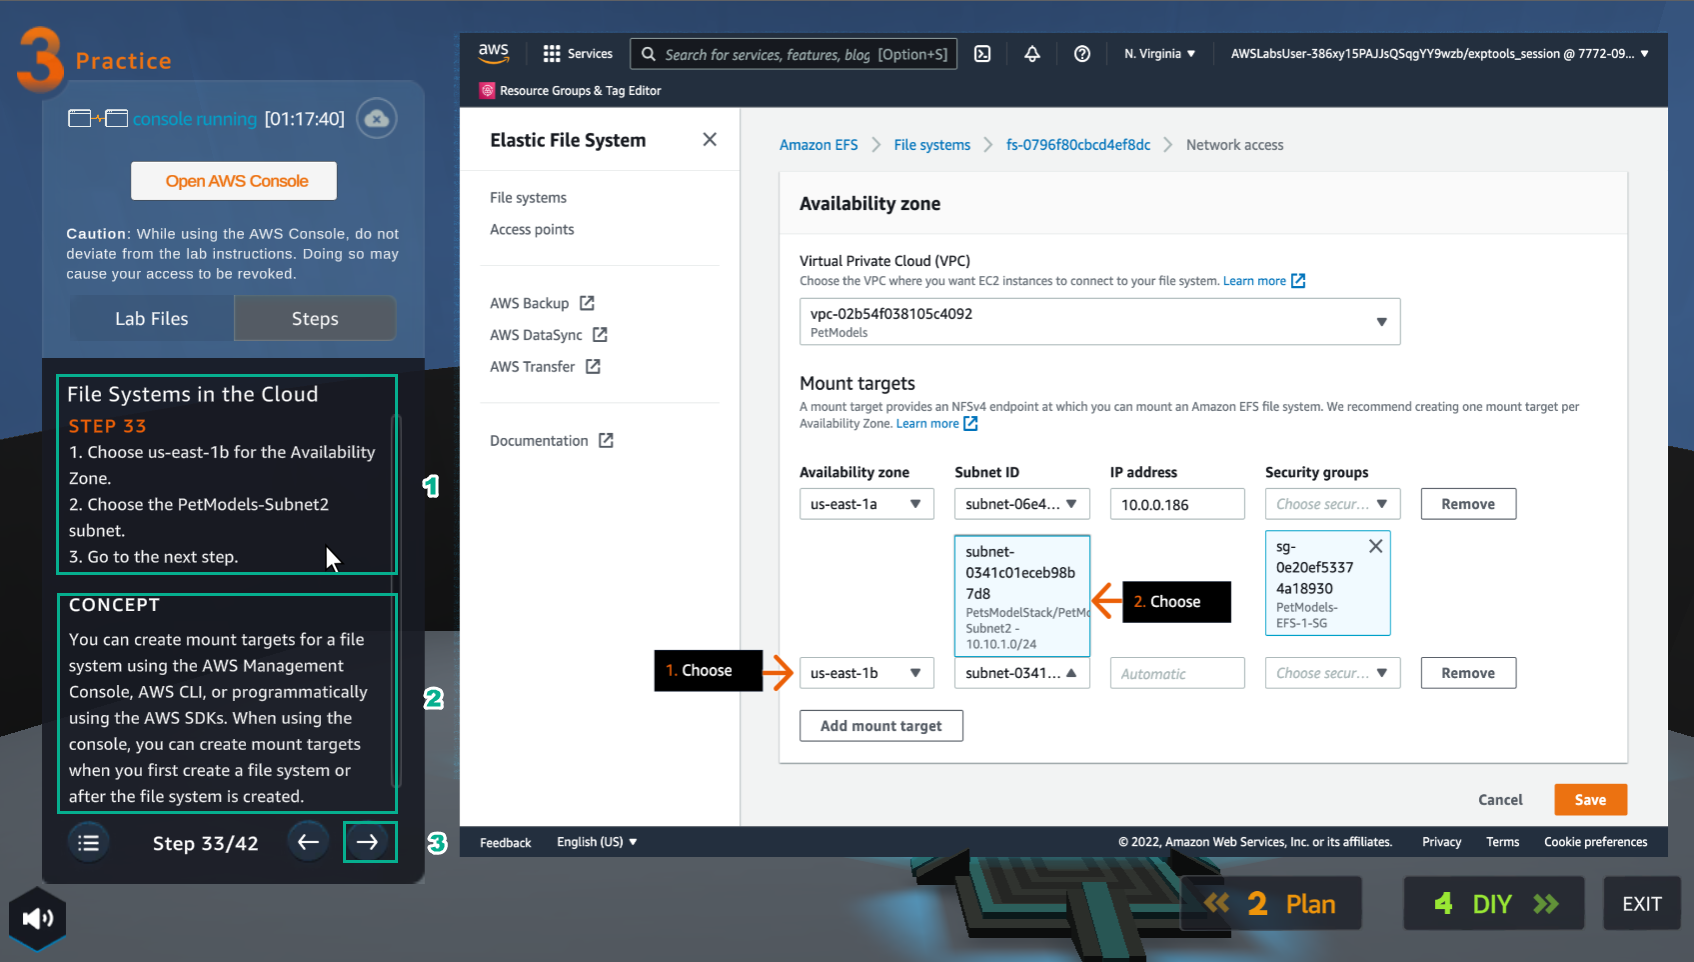 3 Practice
console running [01:17:40]
Open AWS Console
Caution: While using the AWS Console, do not
deviate from the lab instructions. Doing so may
cause your access to be revoked.
Lab Files
Steps
File Systems in the Cloud
STEP 33
1. Choose us-east-1b for the Availability
Zone.
2. Choose the PetModels-Subnet2
subnet.
3. Go to the next step.
1
CONCEPT
You can create mount targets for a file
system using the AWS Management
Console, AWS CLI, or programmatically
using the AWS SDKs. When using the
console, you can create mount targets
when you first create a file system or
after the file system is created.
2
Step 33/42
3
aws
Services
Search for services, features, blog [Option+S]
N. Virginia
AWSLabsUser-386xy15PAJJsQSqgYY9wzb/exptools_session @ 7772-09...
Resource Groups & Tag Editor
Elastic File System
File systems
Access points
AWS Backup
AWS DataSync
AWS Transfer
Documentation
Amazon EFS > File systems > fs-0796f80cbcd4ef8dc > Network access
Availability zone
Virtual Private Cloud (VPC)
Choose the VPC where you want EC2 instances to connect to your file system. Learn more
vpc-02b54f038105c4092
PetModels
Mount targets
A mount target provides an NFSv4 endpoint at which you can mount an Amazon EFS file system. We recommend creating one mount target per
Availability Zone. Learn more
Availability zone Subnet ID IP address Security groups
us-east-1a subnet-06e4... 10.0.0.186 Choose secur... Remove
subnet-
0341c01eceb98b
7d8
PetsModelStack/PetMo
Subnet2 -
10.10.1.0/24
2. Choose
sg-
0e20ef5337
4a18930
PetModels-
EFS-1-SG
1. Choose
us-east-1b subnet-0341... Automatic Choose secur... Remove
Add mount target
Cancel
Save
Feedback English (US)
© 2022, Amazon Web Services, Inc. or its affiliates. Privacy Terms Cookie preferences
2 Plan
4 DIY
EXIT